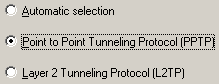 Automatic selection
Point to Point Tunneling Protocol (PPTP)
Layer 2 Tunneling Protocol (L2TP)